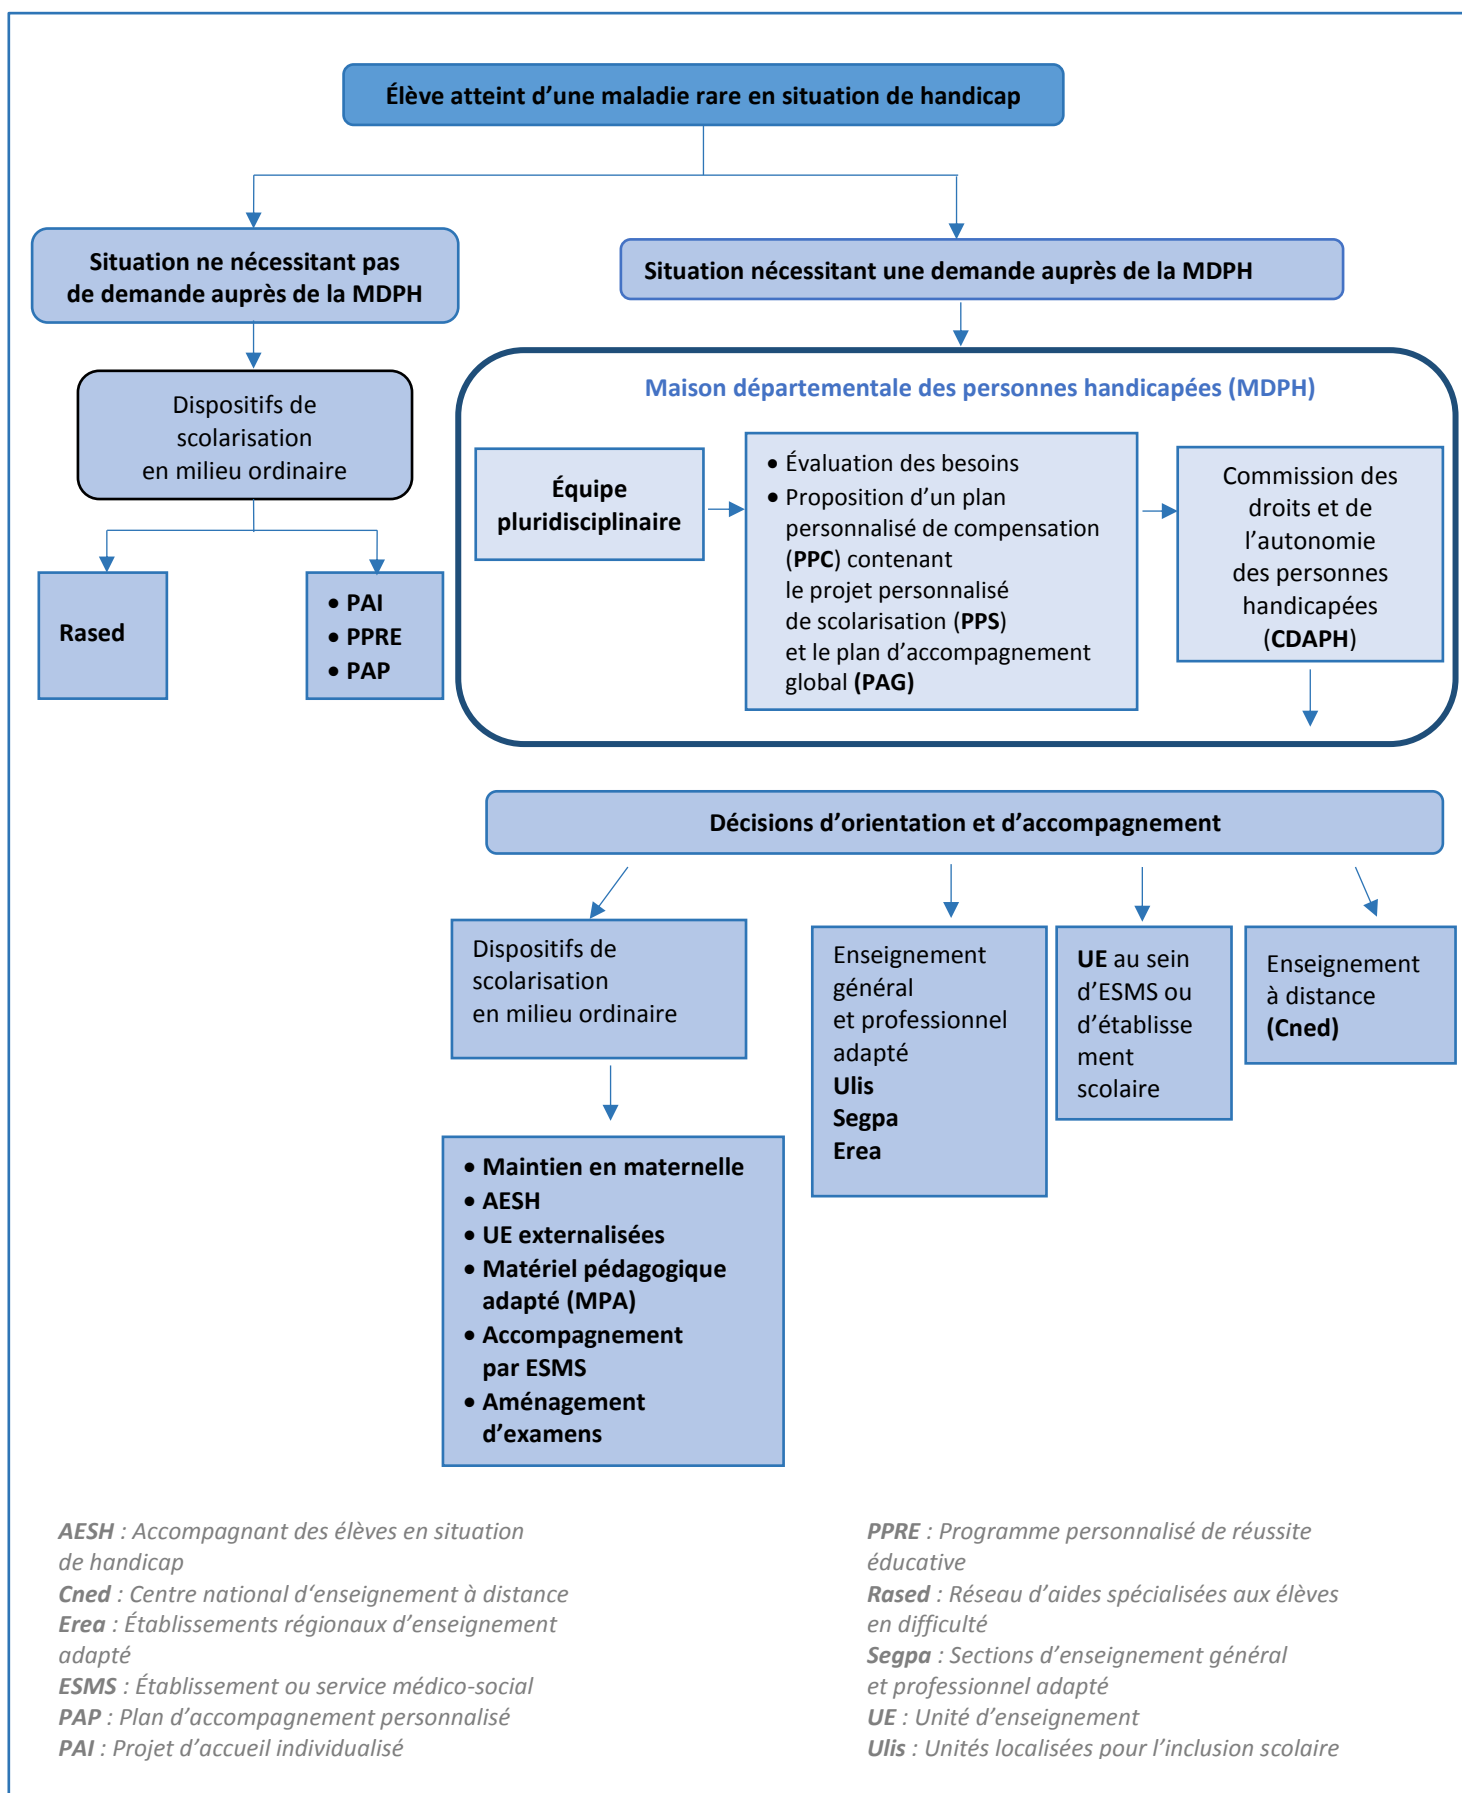 Élève atteint d’une maladie rare en situation de handicap
Situation ne nécessitant pas
de demande auprès de la MDPH
Situation nécessitant une demande auprès de la MDPH
Dispositifs de
scolarisation
en milieu ordinaire
Rased
• PAI
• PPRE
• PAP
Maison départementale des personnes handicapées (MDPH)
Équipe
pluridisciplinaire
• Évaluation des besoins
• Proposition d’un plan
personnalisé de compensation
(PPC) contenant
le projet personnalisé
de scolarisation (PPS)
et le plan d’accompagnement
global (PAG)
Commission des
droits et de
l’autonomie
des personnes
handicapées
(CDAPH)
Décisions d’orientation et d’accompagnement
Dispositifs de
scolarisation
en milieu ordinaire
• Maintien en maternelle
• AESH
• UE externalisées
• Matériel pédagogique
adapté (MPA)
• Accompagnement
par ESMS
• Aménagement
d’examens
Enseignement
général
et professionnel
adapté
Ulis
Segpa
Erea
UE au sein
d’ESMS ou
d’établisse
ment
scolaire
Enseignement
à distance
(Cned)
AESH : Accompagnant des élèves en situation
de handicap
Cned : Centre national d‘enseignement à distance
Erea : Établissements régionaux d’enseignement
adapté
ESMS : Établissement ou service médico-social
PAP : Plan d’accompagnement personnalisé
PAI : Projet d’accueil individualisé
PPRE : Programme personnalisé de réussite
éducative
Rased : Réseau d’aides spécialisées aux élèves
en difficulté
Segpa : Sections d’enseignement général
et professionnel adapté
UE : Unité d’enseignement
Ulis : Unités localisées pour l’inclusion scolaire